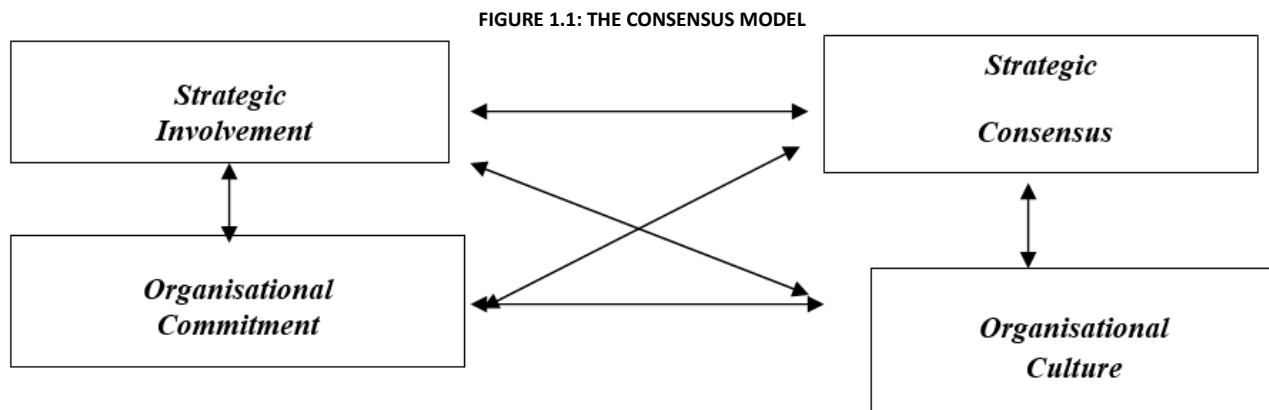 FIGURE 1.1: THE CONSENSUS MODEL
Strategic
Involvement
Strategic
Consensus
Organisational
Commitment
Organisational
Culture